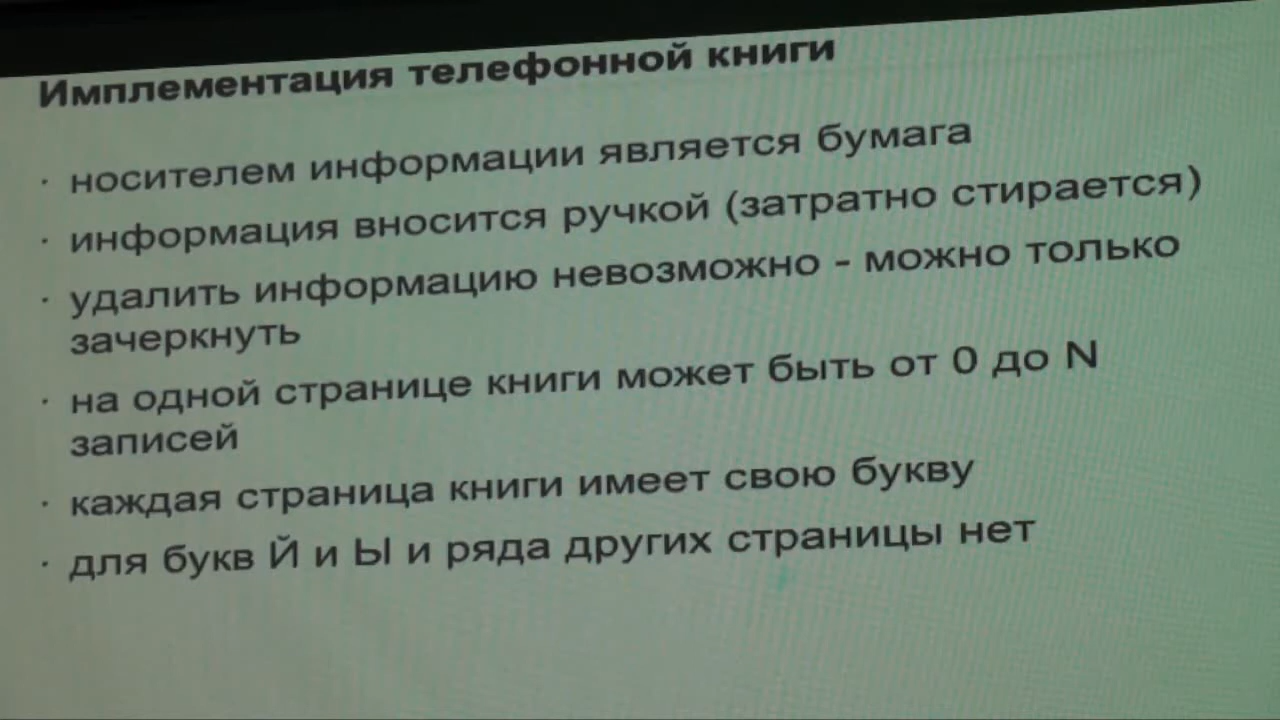 Имплементация телефонной книги
· носителем информации является бумага
· информация вносится ручкой (затратно стирается)
· удалить информацию невозможно - можно только
зачеркнуть
· на одной странице книги может быть от 0 до N
записей
· каждая страница книги имеет свою букву
· для букв Й и Ы и ряда других страницы нет